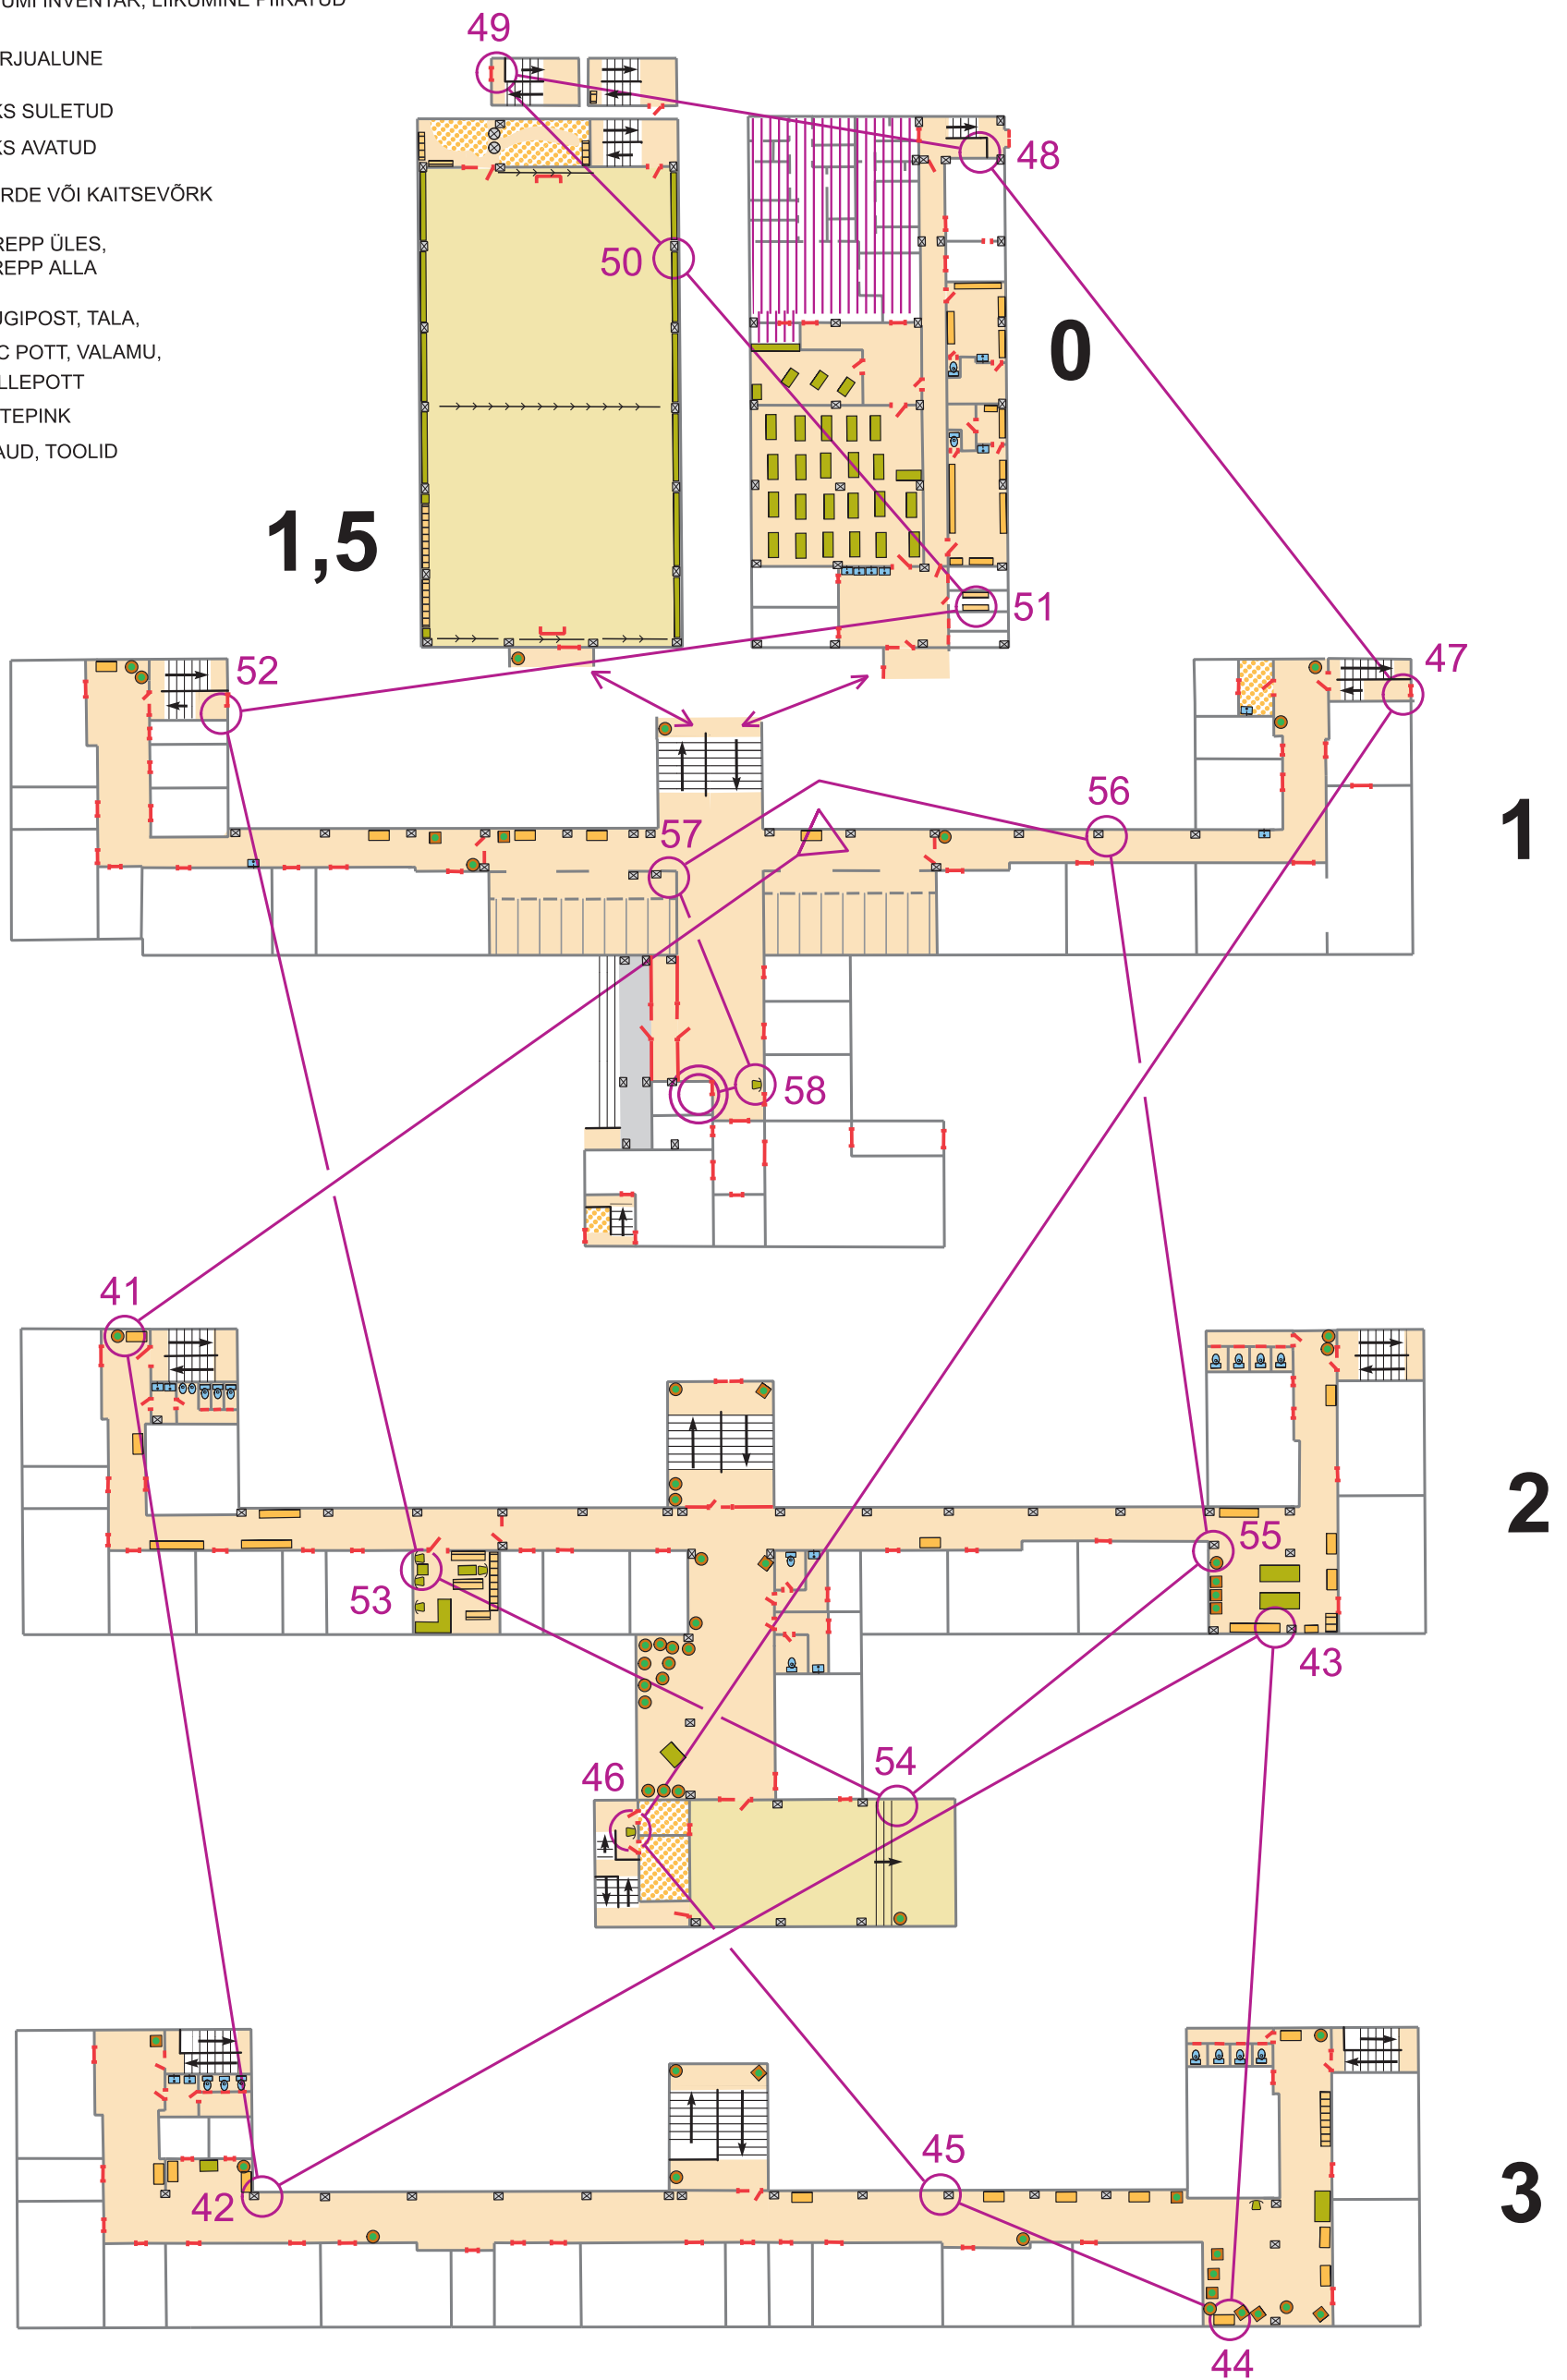 LIIKUMINE PIIRATUD
49
RJUALUNE
KS SULETUD
KS AVATUD
48
RDE VÕI KAITSEVÕRK
REPP ÜLES,
50
REPP ALLA
UGIPOST, TALA,
0
C POTT, VALAMU,
LLEPOTT
TEPINK
AUD, TOOLID
1,5
51
52
47
56
57
1
58
41
2
55
53
43
54
46
45
42
3
44